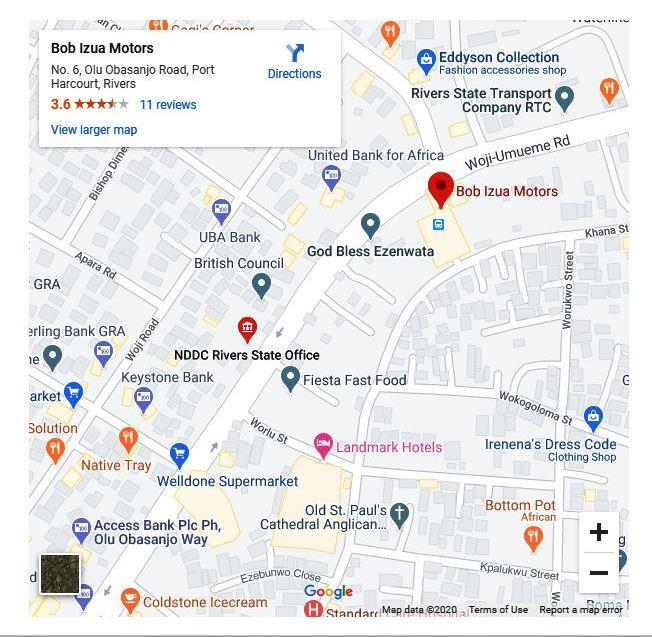 Gogi's Corner
Bob Izua Motors
No. 6, Olu Obasanjo Road, Port
Harcourt, Rivers
3.6 11 reviews
View larger map
Directions
Eddyson Collection
Fashion accessories shop
Rivers State Transport
Company RTC
Woji-Umueme Rd
United Bank for Africa
Bob Izua Motors
Bishop Dime
UBA Bank
God Bless Ezenwata
Khana St
British Council
Apara Rd
GRA
Worukwo Street
erling Bank GRA
Woji Road
NDDC Rivers State Office
ne
Keystone Bank
Fiesta Fast Food
arket
Wokogoloma St
G
Solution
Worlu St
Landmark Hotels
Irenena's Dress Code
Clothing Shop
Native Tray
Welldone Supermarket
Old St. Paul's
Cathedral Anglican...
Bottom Pot
African
Access Bank Plc Ph,
Olu Obasanjo Way
+
−
g
d
Ezebunwo Close
Kpalukwu Street
Google
Coldstone Icecream
Map data ©2020 Terms of Use Report a map error